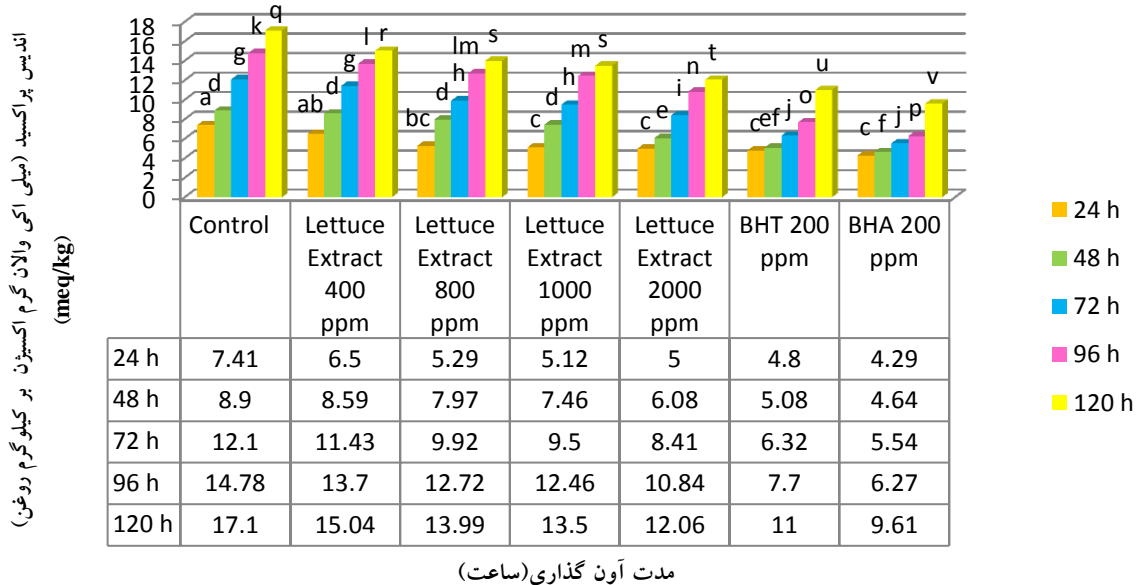 اندیس پراکسید (میلی اکی والان گرم اکسیژن بر کیلوگرم روغن)
(meq/kg)
18
16
14
12
10
8
6
4
2
0
a d g k q
ab d g l r
bc d h lm s
c d h m s
c e i n t
c ef j o u
c f j p v
Control
Lettuce
Extract
400
ppm
Lettuce
Extract
800
ppm
Lettuce
Extract
1000
ppm
Lettuce
Extract
2000
ppm
BHT 200
ppm
BHA 200
ppm
24 h 7.41 6.5 5.29 5.12 5 4.8 4.29
48 h 8.9 8.59 7.97 7.46 6.08 5.08 4.64
72 h 12.1 11.43 9.92 9.5 8.41 6.32 5.54
96 h 14.78 13.7 12.72 12.46 10.84 7.7 6.27
120 h 17.1 15.04 13.99 13.5 12.06 11 9.61
مدت آون گذاری(ساعت)
24 h
48 h
72 h
96 h
120 h